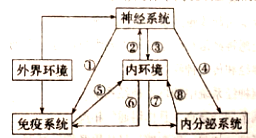 神经系统
① ② ③ ④
外界环境 内环境
⑤ ⑥ ⑦ ⑧
免疫系统 内分泌系统